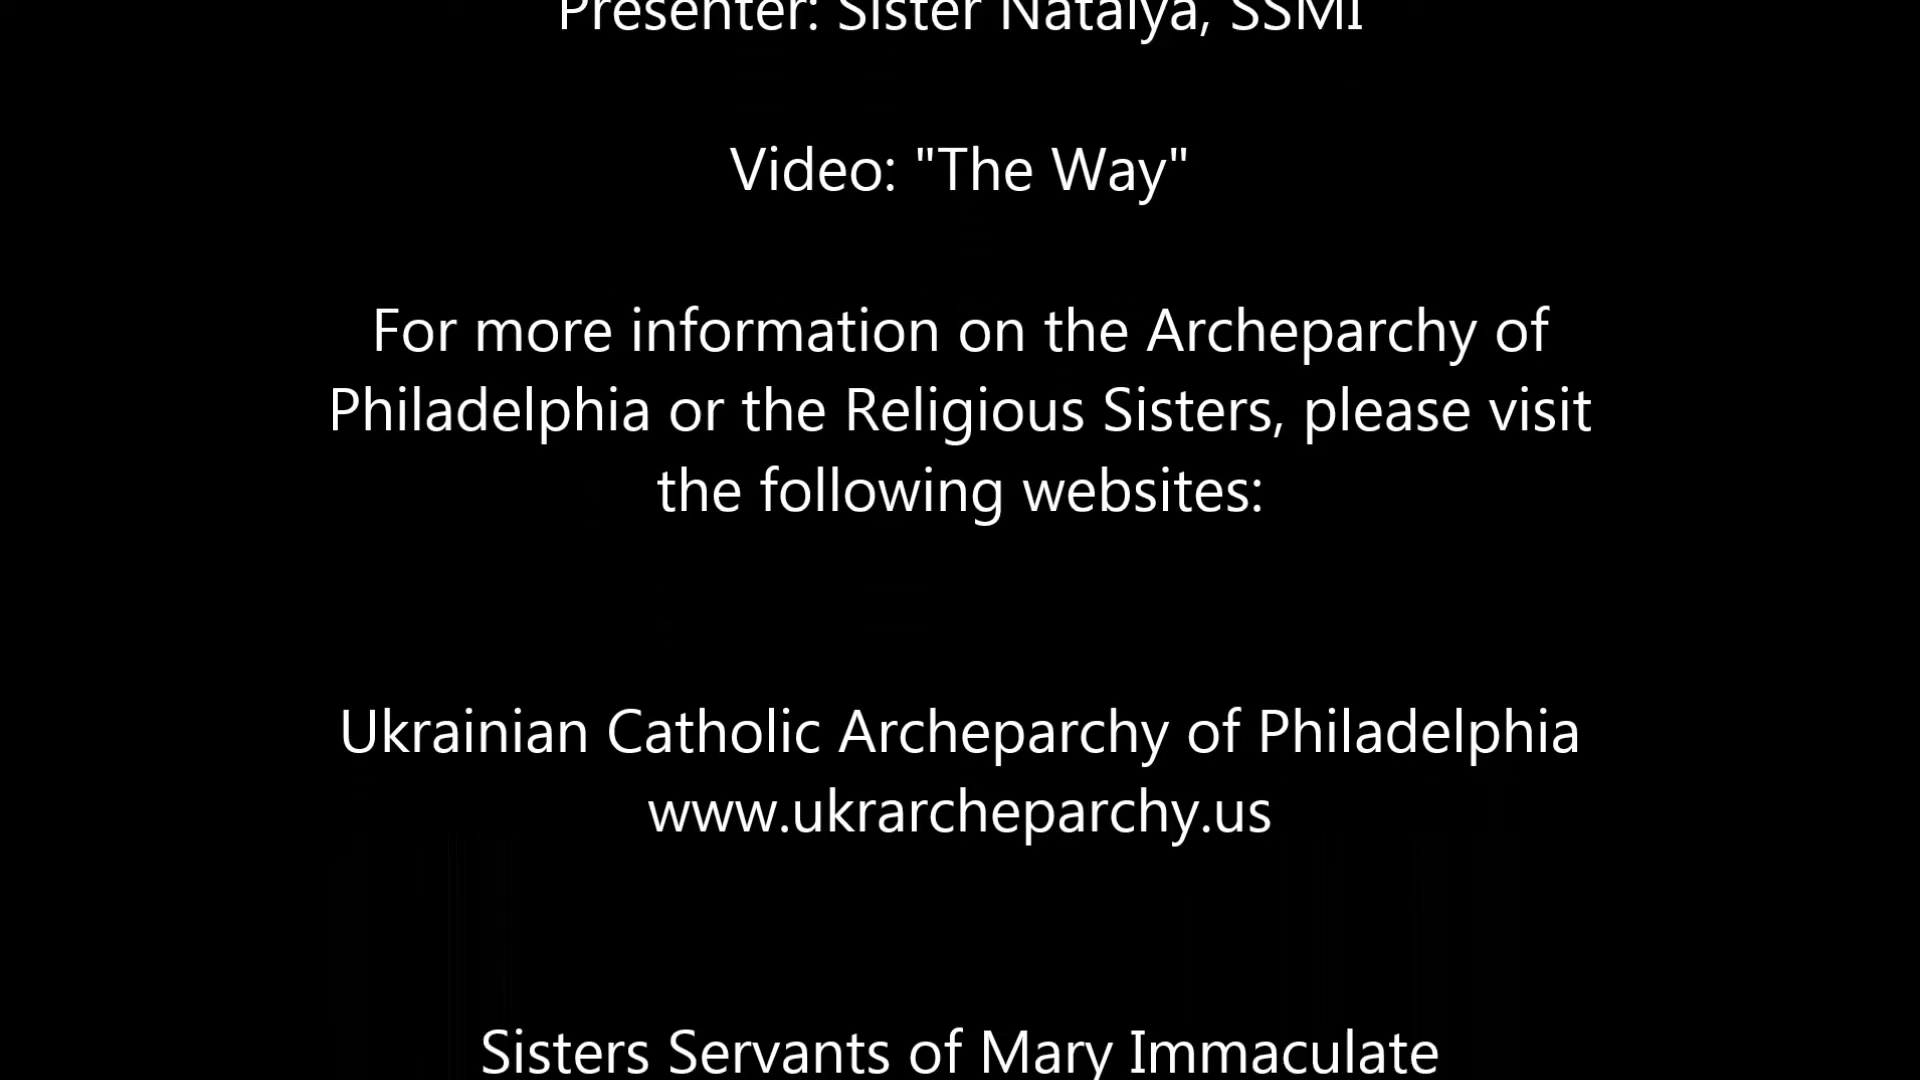 Presenter: Sister Natalya, SSMI
Video: "The Way"
For more information on the Archeparchy of
Philadelphia or the Religious Sisters, please visit
the following websites:
Ukrainian Catholic Archeparchy of Philadelphia
www.ukrarcheparchy.us
Sisters Servants of Mary Immaculate